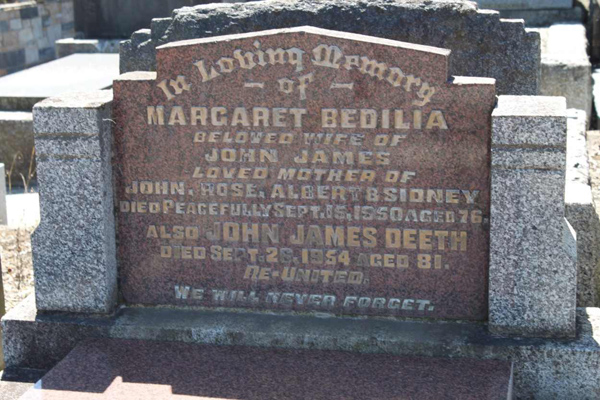 In Loving Memory
— of —
MARGARET BEDILIA
BELOVED WIFE OF
JOHN JAMES
LOVED MOTHER OF
JOHN, ROSE, ALBERT & SIDNEY
DIED PEACEFULLY SEPT. 15, 1950 AGED 76.
ALSO JOHN JAMES DEETH
DIED SEPT. 26, 1954 AGED 81.
RE-UNITED.
WE WILL NEVER FORGET.